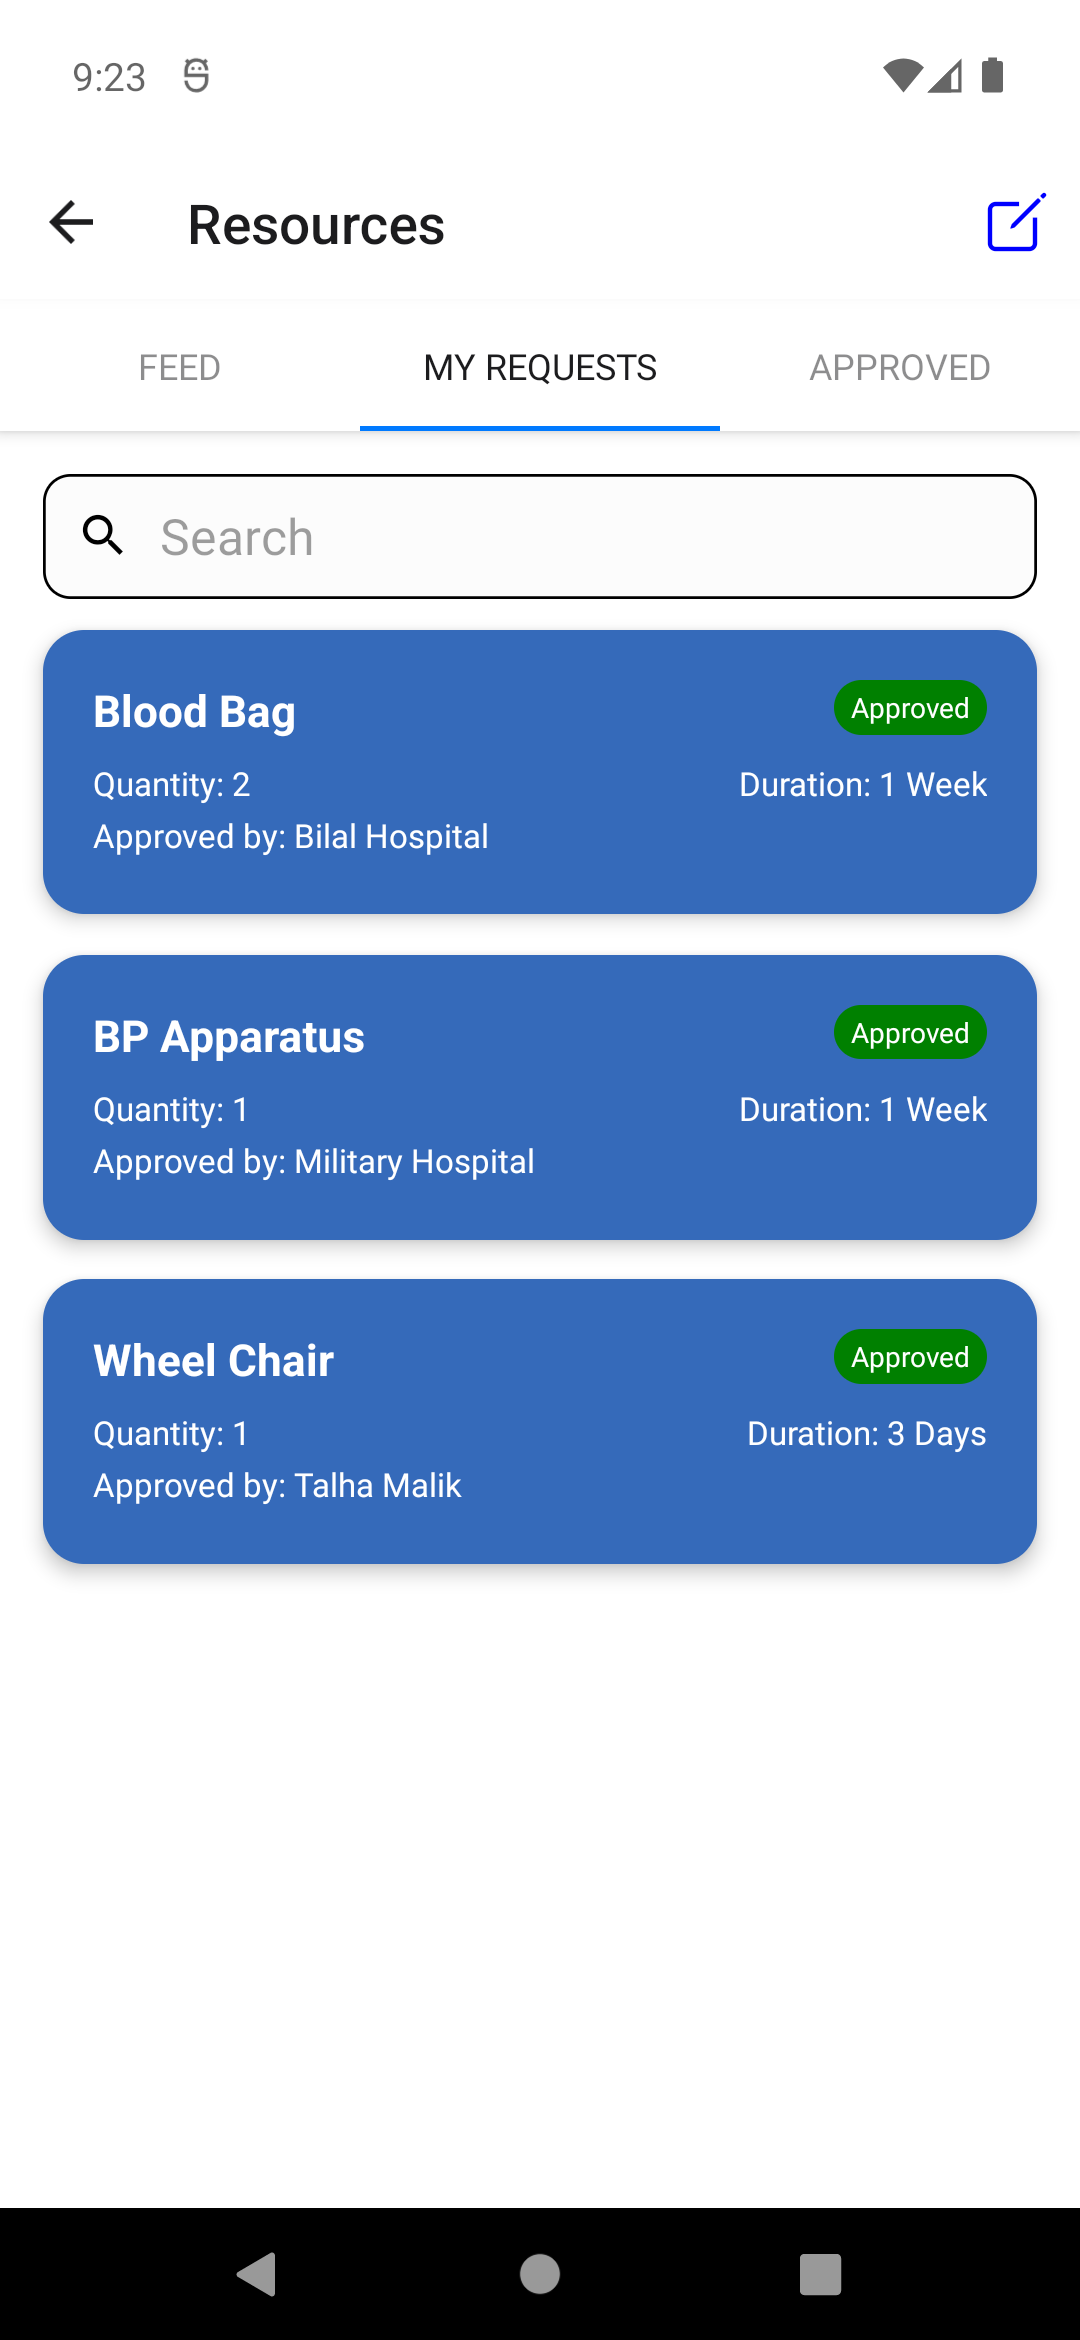 9:23
Resources
FEED MY REQUESTS APPROVED
Search
Blood Bag Approved
Quantity: 2 Duration: 1 Week
Approved by: Bilal Hospital
BP Apparatus Approved
Quantity: 1 Duration: 1 Week
Approved by: Military Hospital
Wheel Chair Approved
Quantity: 1 Duration: 3 Days
Approved by: Talha Malik